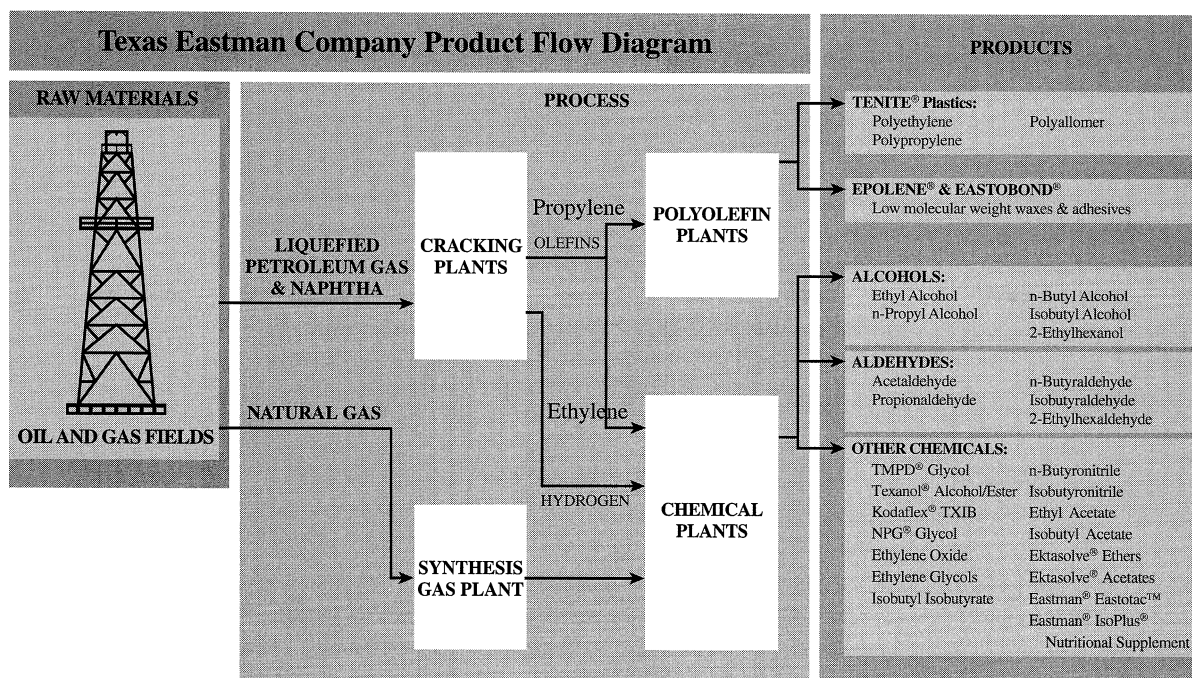 Texas Eastman Company Product Flow Diagram
RAW MATERIALS
OIL AND GAS FIELDS
PROCESS
LIQUEFIED
PETROLEUM GAS
& NAPHTHA
NATURAL GAS
CRACKING
PLANTS
SYNTHESIS
GAS PLANT
Propylene
OLEFINS
Ethylene
HYDROGEN
POLYOLEFIN
PLANTS
CHEMICAL
PLANTS
PRODUCTS
TENITE® Plastics:
Polyethylene Polyallomer
Polypropylene
EPOLENE® & EASTOBOND®
Low molecular weight waxes & adhesives
ALCOHOLS:
Ethyl Alcohol n-Butyl Alcohol
n-Propyl Alcohol Isobutyl Alcohol
2-Ethylhexanol
ALDEHYDES:
Acetaldehyde n-Butyraldehyde
Propionaldehyde Isobutyraldehyde
2-Ethylhexaldehyde
OTHER CHEMICALS:
TMPD® Glycol n-Butyronitrile
Texanol® Alcohol/Ester Isobutyronitrile
Kodaflex® TXIB Ethyl Acetate
NPG® Glycol Isobutyl Acetate
Ethylene Oxide Ektasolve® Ethers
Ethylene Glycols Ektasolve® Acetates
Isobutyl Isobutyrate Eastman® Eastotac™
Eastman® IsoPlus®
Nutritional Supplement